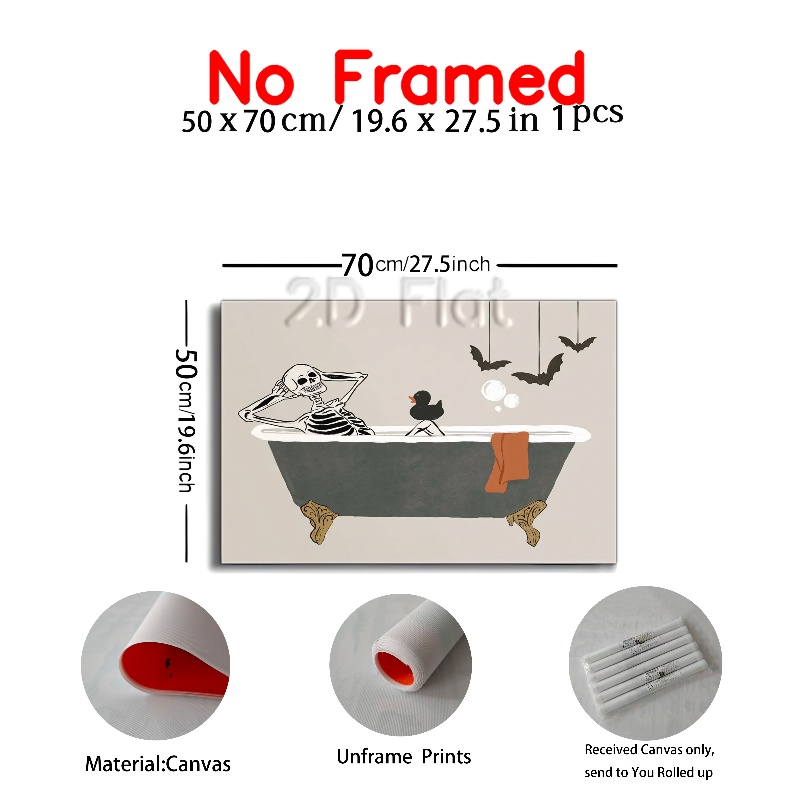 No Framed
50 x 70 cm/ 19.6 x 27.5 in 1pcs
70cm/27.5inch
2D Flat
50cm/19.6inch
Material:Canvas
Unframe Prints
Received Canvas only,
send to You Rolled up